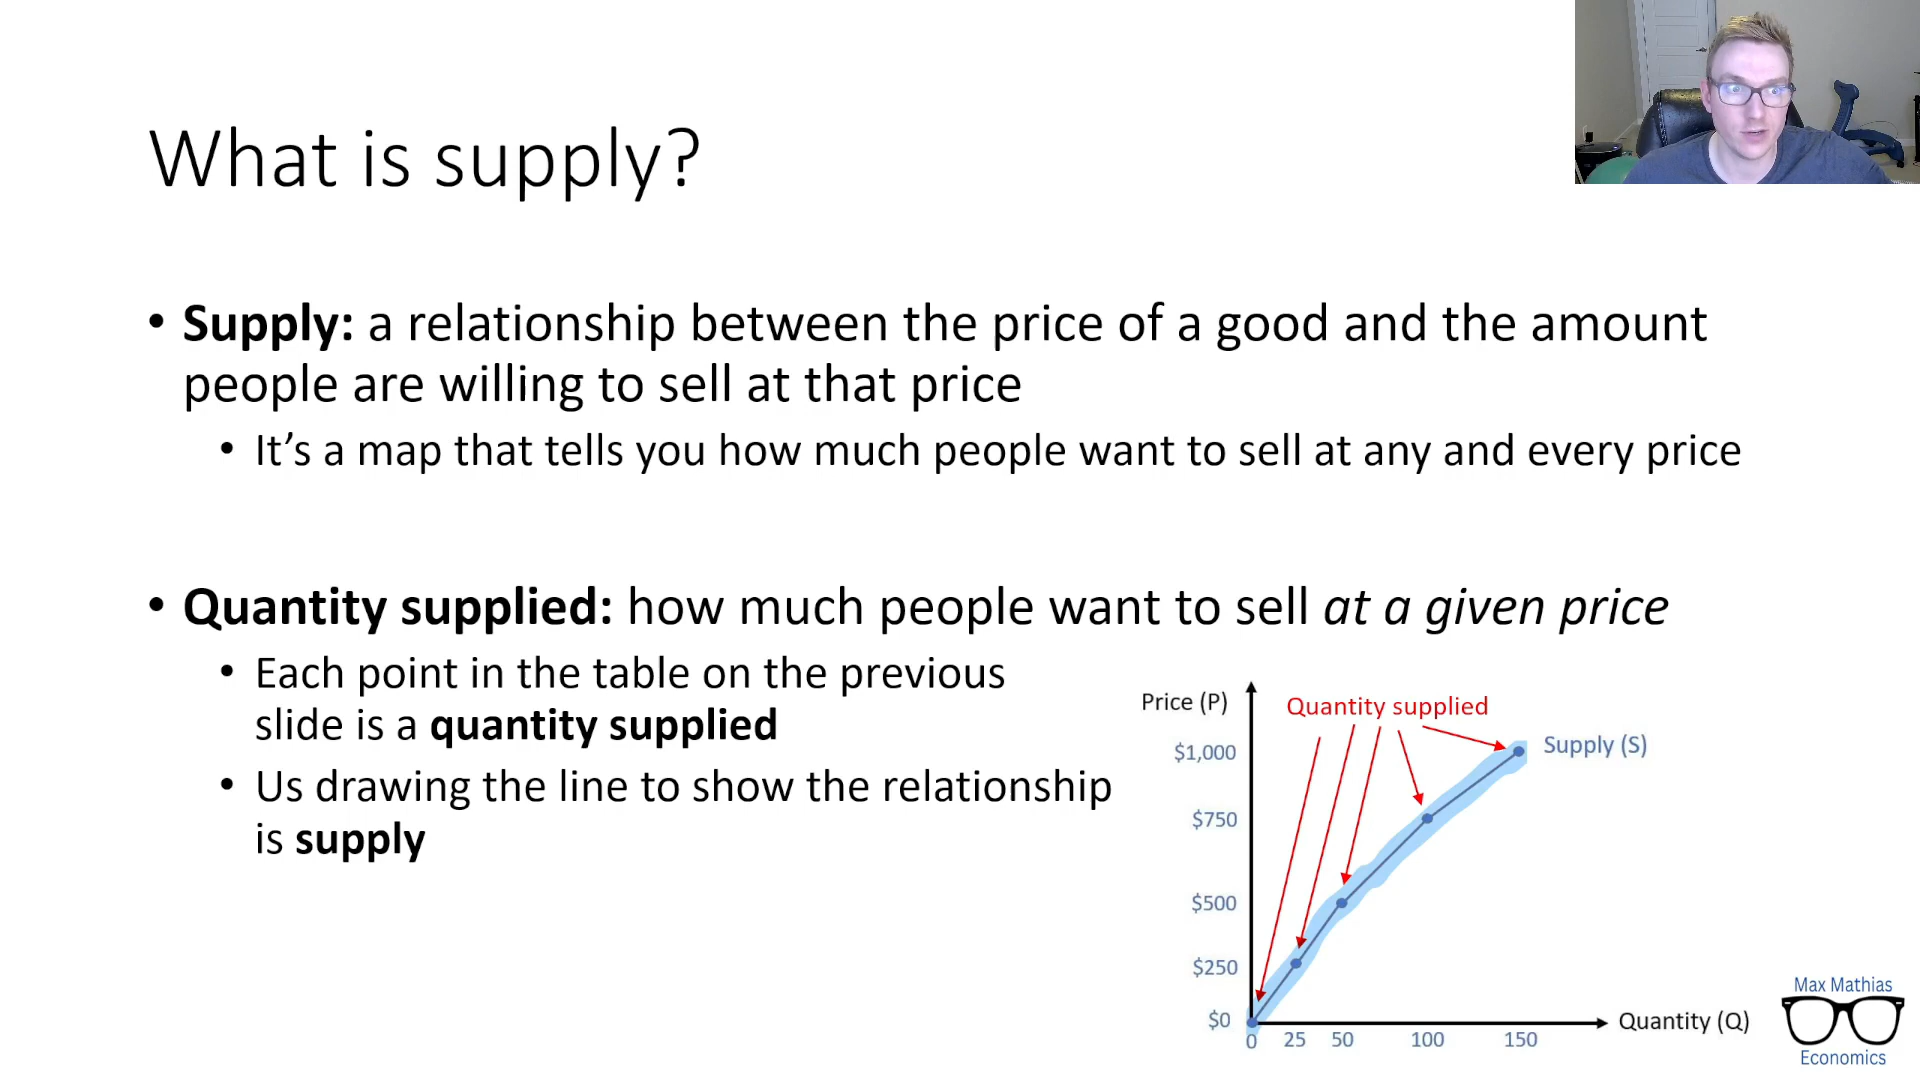 What is supply?
• Supply: a relationship between the price of a good and the amount
people are willing to sell at that price
• It’s a map that tells you how much people want to sell at any and every price
• Quantity supplied: how much people want to sell at a given price
• Each point in the table on the previous
slide is a quantity supplied
• Us drawing the line to show the relationship
is supply
Price (P)
Quantity supplied
Supply (S)
$1,000
$750
$500
$250
$0
0 25 50 100 150
Quantity (Q)
Max Mathias
Economics